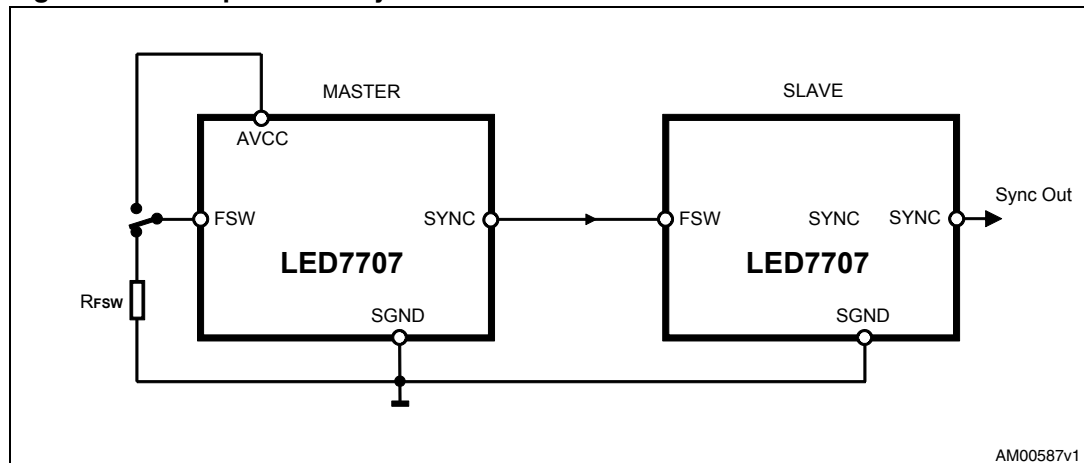 MASTER
SLAVE
AVCC
FSW
SYNC
FSW
SYNC
SYNC
Sync Out
LED7707
LED7707
RFSW
SGND
SGND
AM00587v1